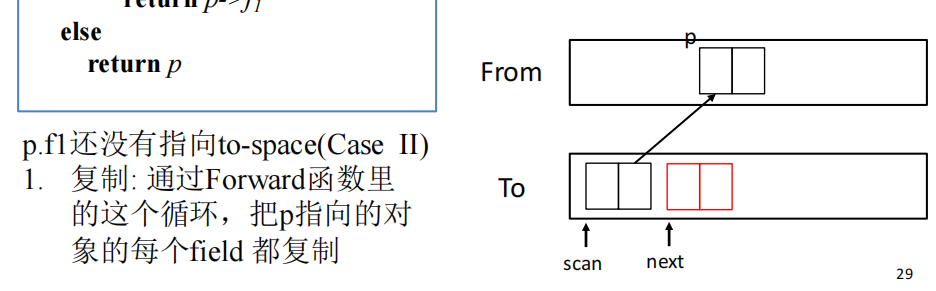 return p->f1
else
return p
p.f1还没有指向to-space(Case II)
1. 复制: 通过Forward函数里
的这个循环，把p指向的对
象的每个field 都复制
p
From
To
scan
next
29